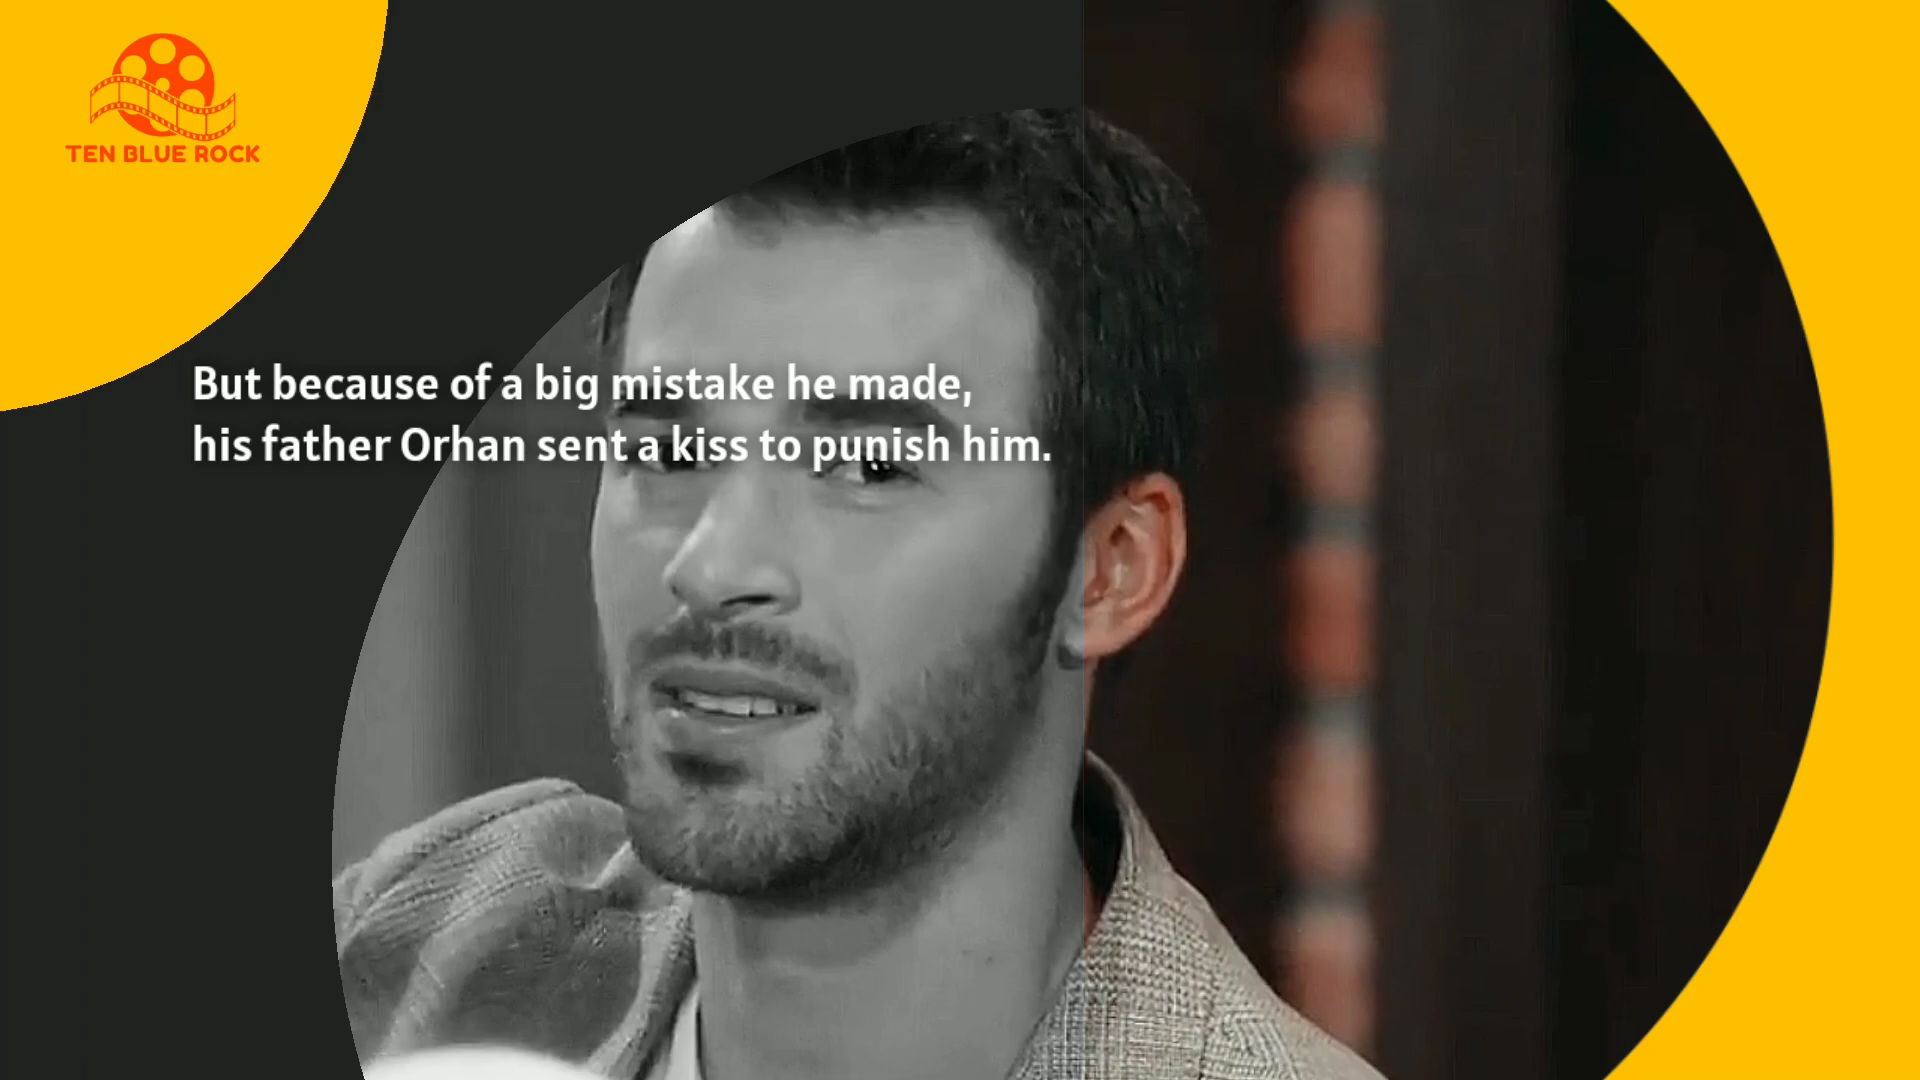 TEN BLUE ROCK
But because of a big mistake he made,
his father Orhan sent a kiss to punish him.